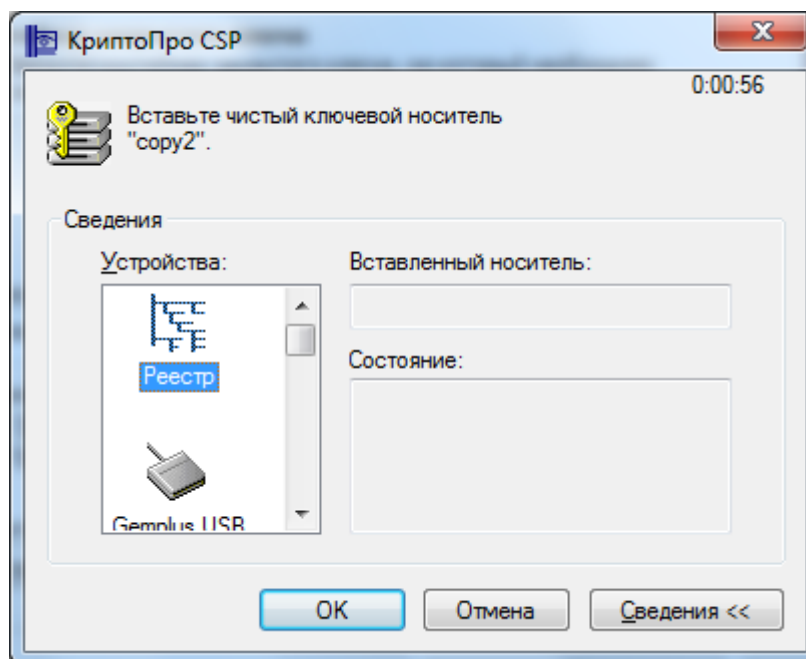 КриптоПро CSP
0:00:56
Вставьте чистый ключевой носитель
"copy2".
Сведения
Устройства:
Вставленный носитель:
Реестр
Состояние:
Gemplus USB
ОК
Отмена
Сведения <<